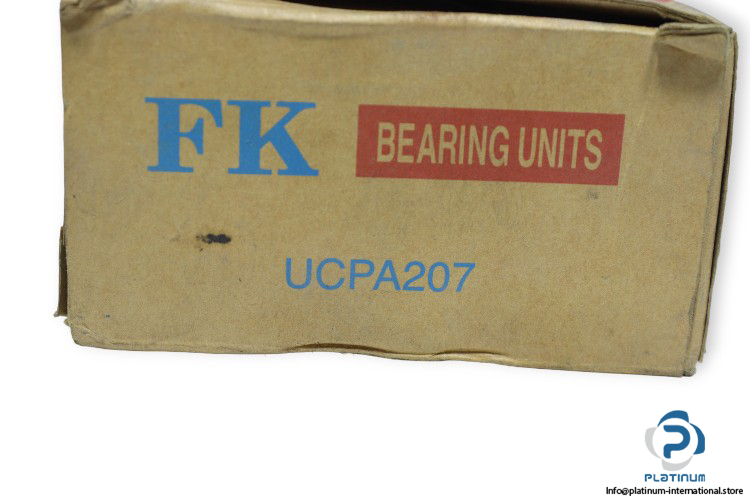 FK BEARING UNITS
UCPA207
PLATINUM
Info@platinum-international.store